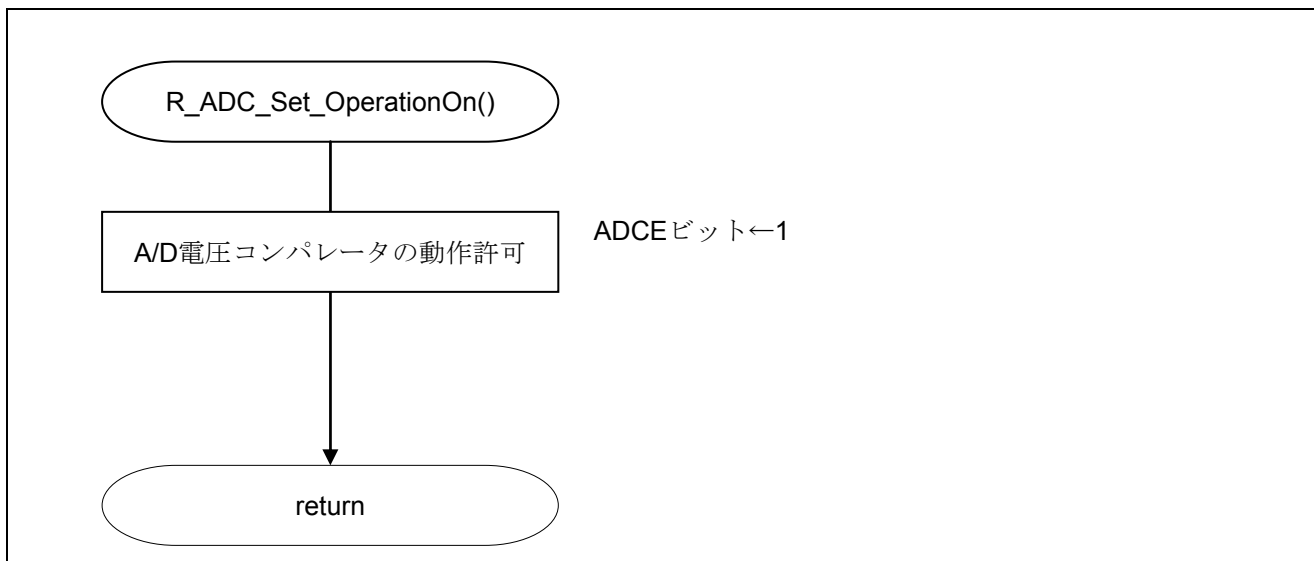 R_ADC_Set_OperationOn()
A/D電圧コンパレータの動作許可
ADCEビット←1
return